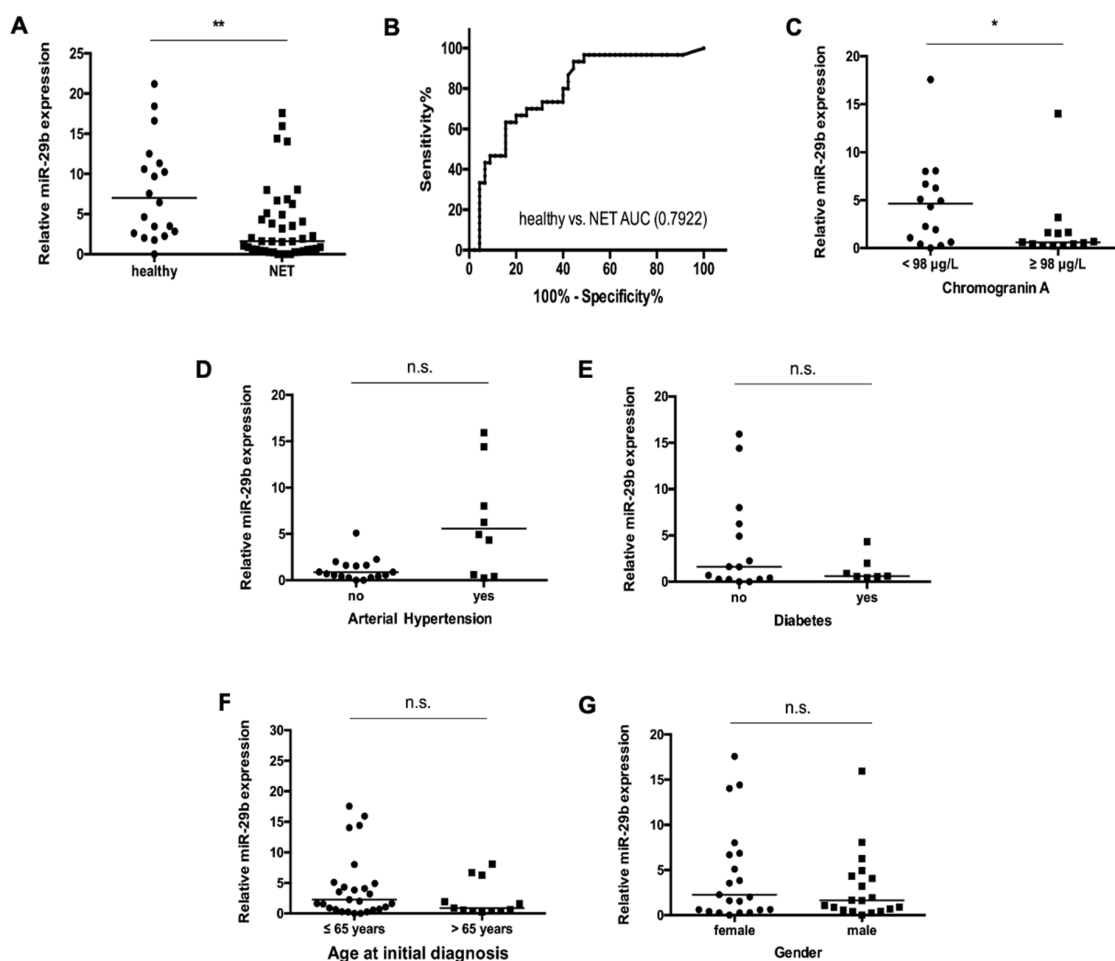 A
**
Relative miR-29b expression
25
20
15
10
5
0
healthy
NET
B
Sensitivity%
100
80
60
40
20
0
0
20
40
60
80
100
healthy vs. NET AUC (0.7922)
100% - Specificity%
C
*
Relative miR-29b expression
20
15
10
5
0
< 98 µg/L
≥ 98 µg/L
Chromogranin A
D
n.s.
Relative miR-29b expression
20
15
10
5
0
no
yes
Arterial Hypertension
E
n.s.
Relative miR-29b expression
20
15
10
5
0
no
yes
Diabetes
F
n.s.
Relative miR-29b expression
30
25
20
15
10
5
0
≤ 65 years
> 65 years
Age at initial diagnosis
G
n.s.
Relative miR-29b expression
20
15
10
5
0
female
male
Gender